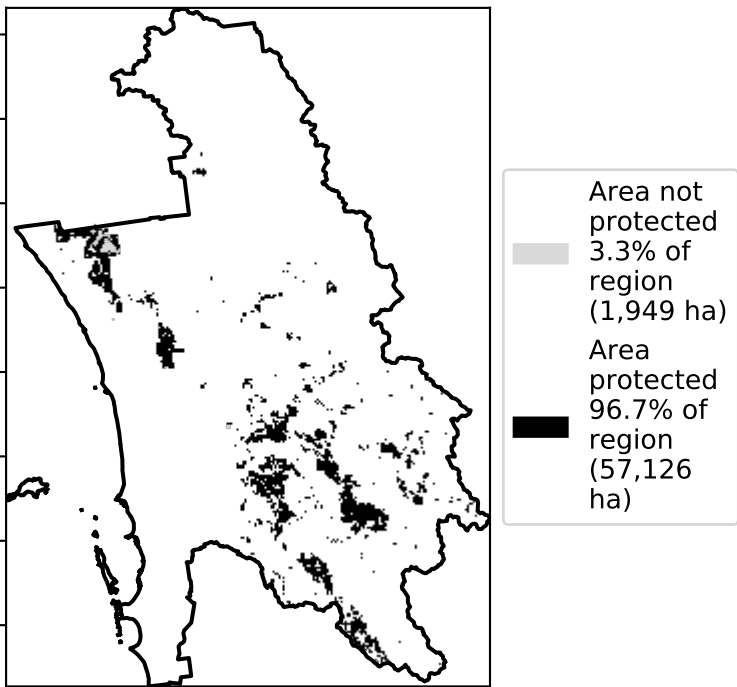 Area not
protected
3.3% of
region
(1,949 ha)
Area
protected
96.7% of
region
(57,126
ha)